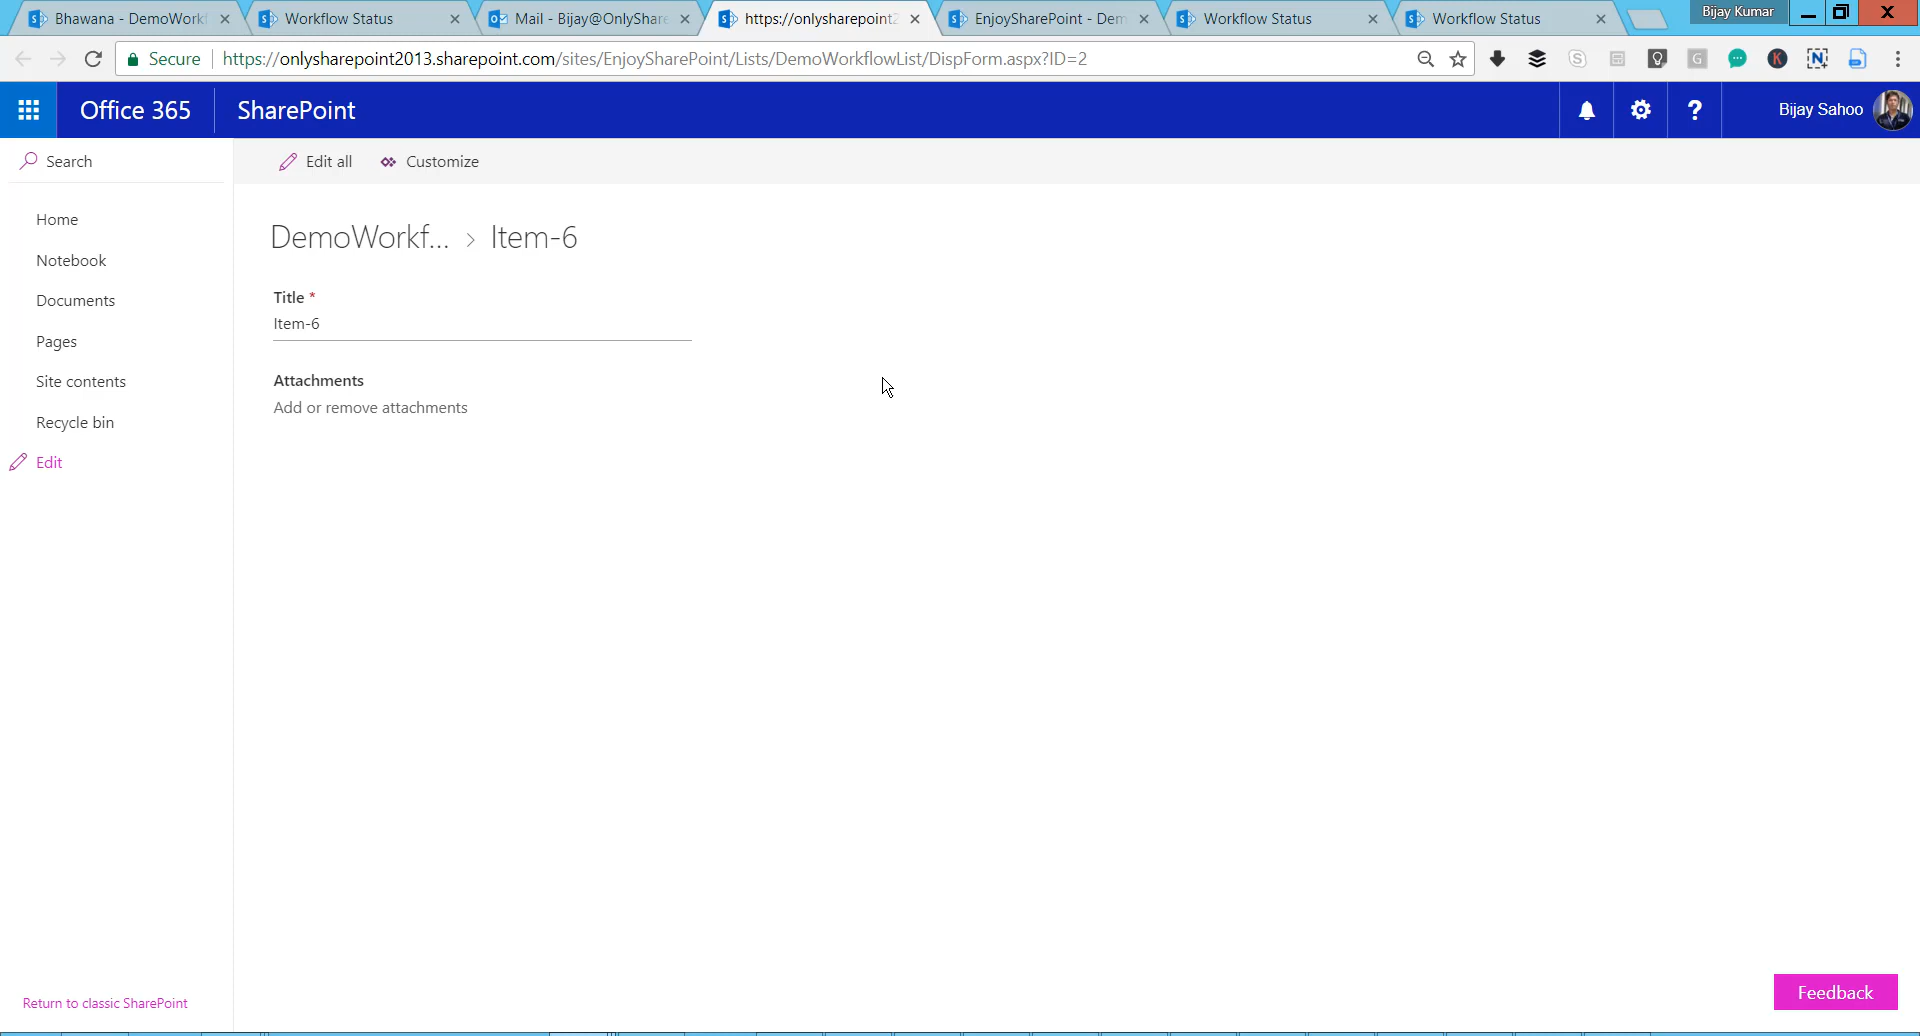 Bhawana - DemoWorkf
Workflow Status
Mail - Bijay@OnlyShare
https://onlysharepoint2
EnjoySharePoint - Dem
Workflow Status
Workflow Status
Bijay Kumar
Secure
https://onlysharepoint2013.sharepoint.com/sites/EnjoySharePoint/Lists/DemoWorkflowList/DispForm.aspx?ID=2
Office 365
SharePoint
Bijay Sahoo
Search
Edit all
Customize
Home
Notebook
Documents
Pages
Site contents
Recycle bin
Edit
DemoWorkf... > Item-6
Title *
Item-6
Attachments
Add or remove attachments
Return to classic SharePoint
Feedback